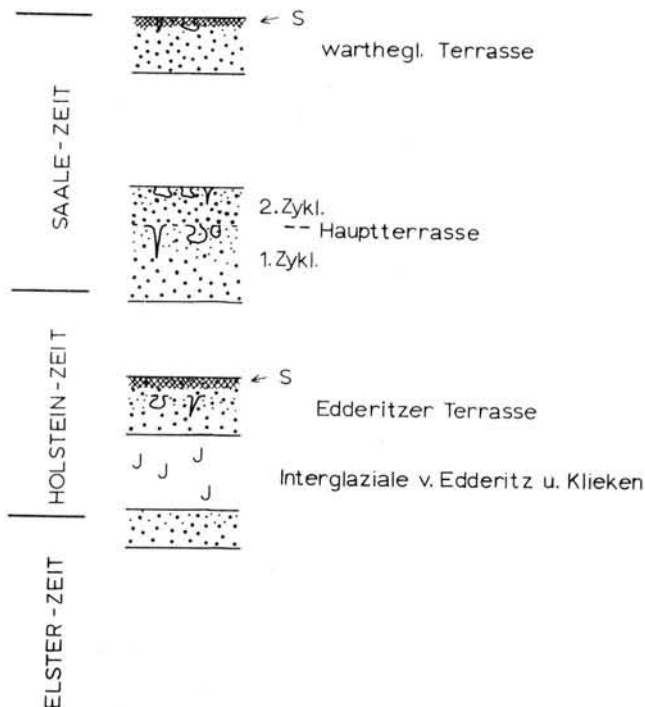 S
warthegl. Terrasse
SAALE-ZEIT
2. Zykl.
-- Hauptterrasse
1. Zykl.
HOLSTEIN-ZEIT
S
Edderitzer Terrasse
J
J
J
J
Interglaziale v. Edderitz u. Klieken
ELSTER-ZEIT